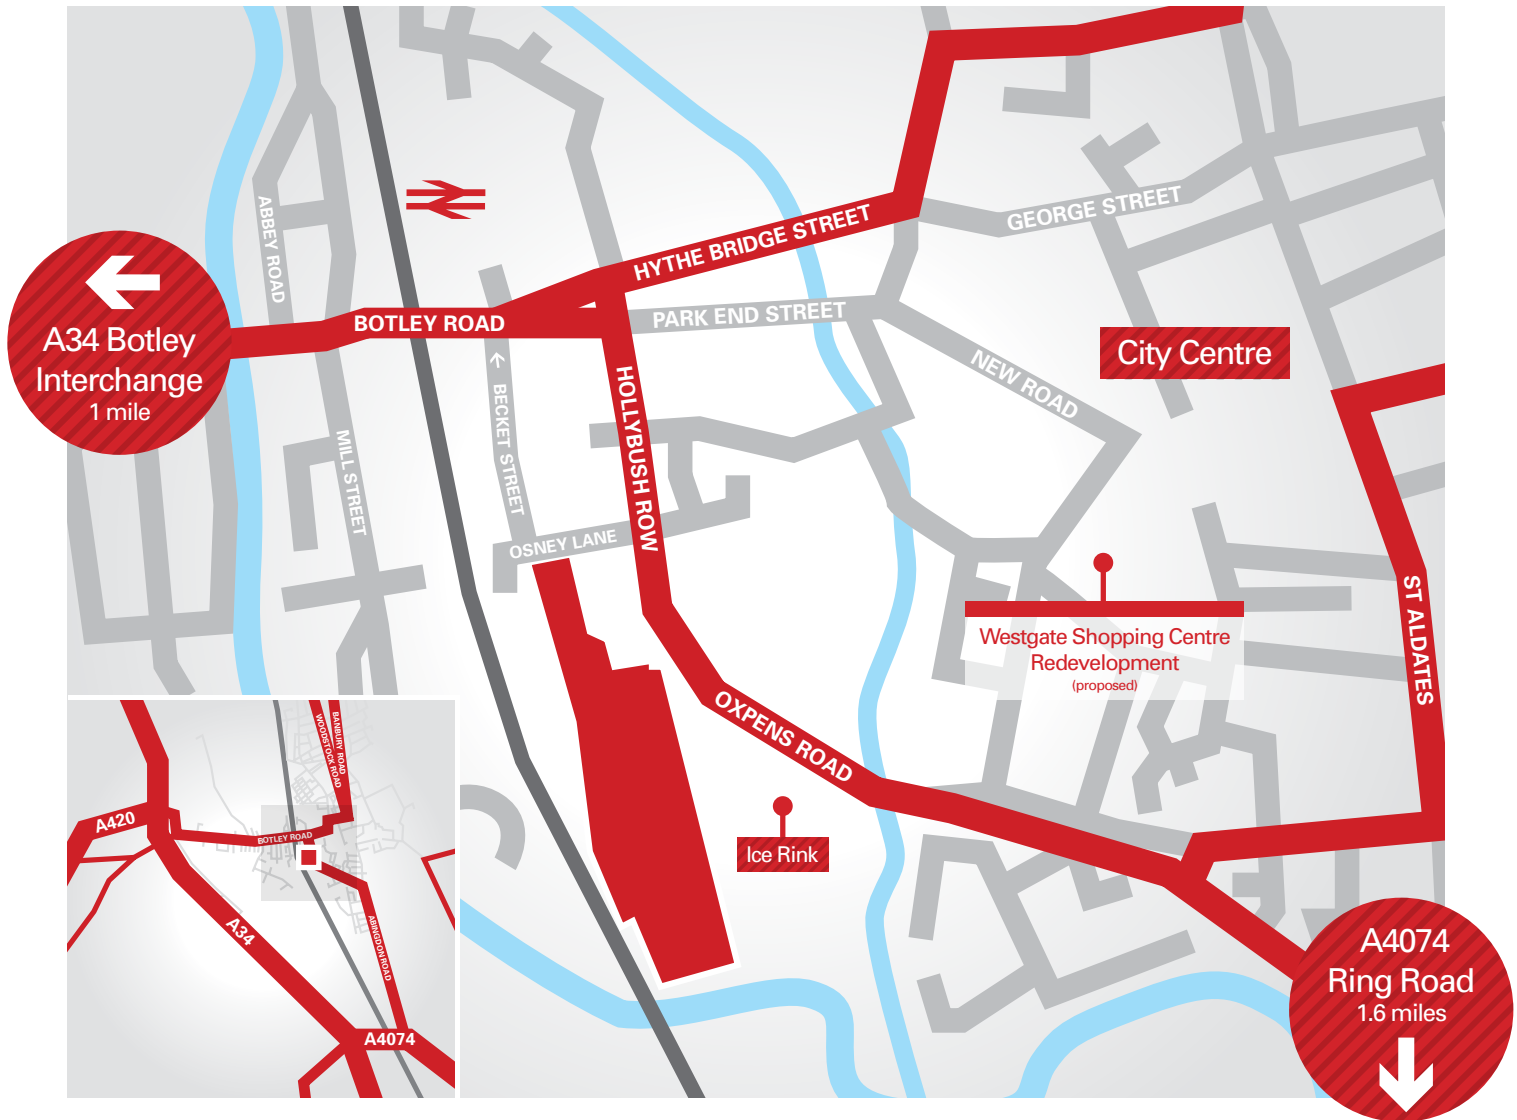 ABBEY ROAD
HYTHE BRIDGE STREET
GEORGE STREET
A34 Botley
Interchange
1 mile
BOTLEY ROAD
PARK END STREET
City Centre
NEW ROAD
← BECKET STREET
HOLLYBUSH ROW
MILL STREET
OSNEY LANE
ST ALDATES
Westgate Shopping Centre
Redevelopment
(proposed)
OXPENS ROAD
Ice Rink
WOODSTOCK ROAD
BANBURY ROAD
A420
BOTLEY ROAD
A34
ABINGDON ROAD
A4074
A4074
Ring Road
1.6 miles